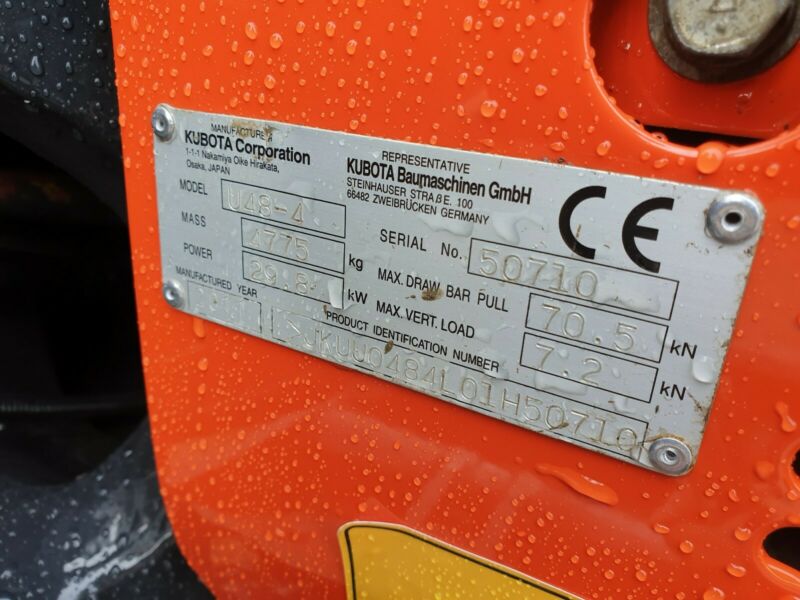 MANUFACTURER
KUBOTA Corporation
1-1-1 Nakamiya Oike Hirakata,
Osaka, JAPAN
REPRESENTATIVE
KUBOTA Baumaschinen GmbH
STEINHAUSER STRAßE. 100
66482 ZWEIBRÜCKEN GERMANY
CE
MODEL U48-4
MASS 4775 kg
POWER 29.8 kW
SERIAL No. 50710
MAX. DRAW BAR PULL 70.5 kN
MAX. VERT. LOAD 7.2 kN
MANUFACTURED YEAR
PRODUCT IDENTIFICATION NUMBER
JKUU0484L01H50710